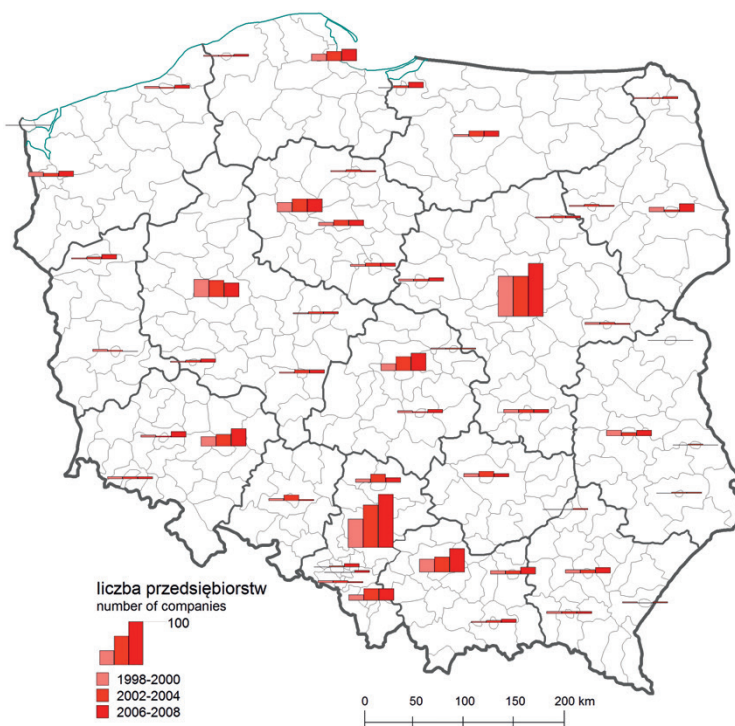 liczba przedsiębiorstw
number of companies
100
1998-2000
2002-2004
2006-2008
0 50 100 150 200 km